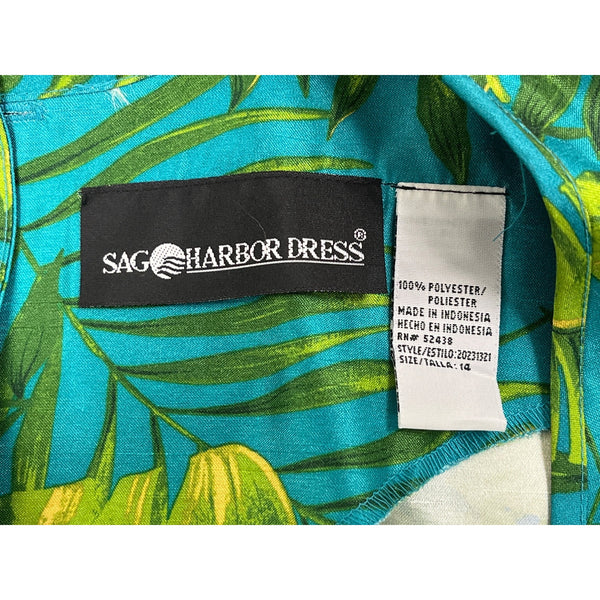 SAG HARBOR DRESS®
100% POLYESTER/
POLIESTER
MADE IN INDONESIA
HECHO EN INDONESIA
RN# 52438
STYLE/ESTILO:20231321
SIZE/TALLA: 14